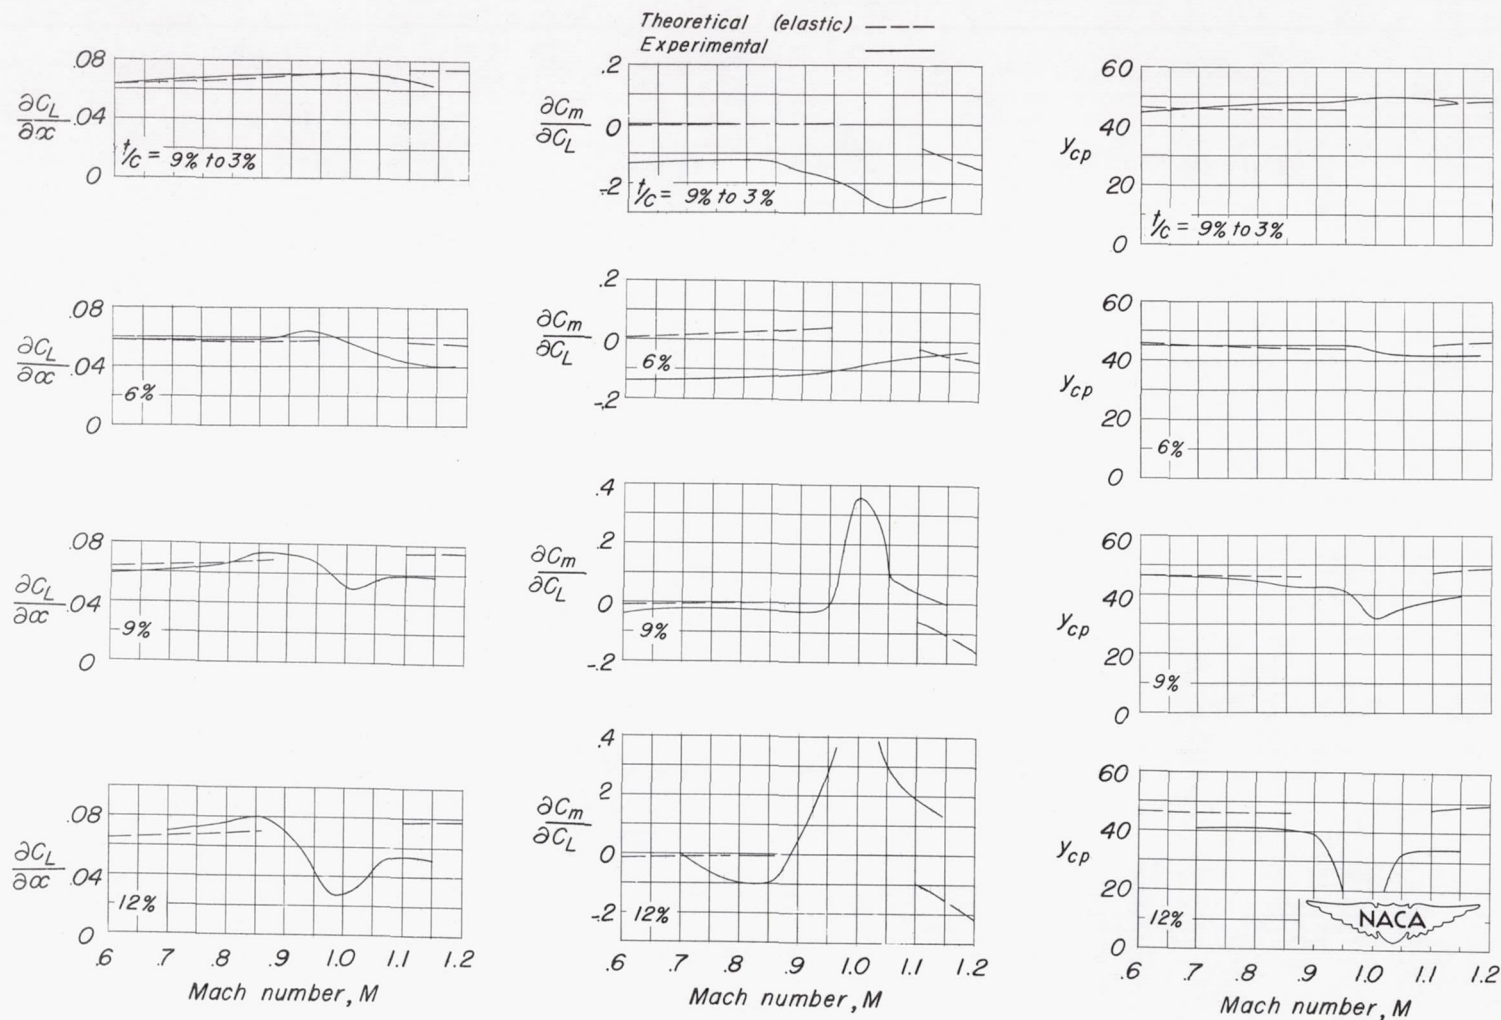 Theoretical (elastic)
Experimental
.08
∂C_L/∂α
.04
0
t/c = 9% to 3%
.08
∂C_L/∂α
.04
0
6%
.08
∂C_L/∂α
.04
0
9%
.08
∂C_L/∂α
.04
0
12%
.6 .7 .8 .9 1.0 1.1 1.2
Mach number, M
.2
∂C_m/∂C_L
0
-.2
t/c = 9% to 3%
.2
∂C_m/∂C_L
0
-.2
6%
.4
.2
∂C_m/∂C_L
0
-.2
9%
.4
.2
∂C_m/∂C_L
0
-.2
12%
.6 .7 .8 .9 1.0 1.1 1.2
Mach number, M
60
40
y_cp
20
0
t/c = 9% to 3%
60
40
y_cp
20
0
6%
60
40
y_cp
20
0
9%
60
40
y_cp
20
0
12%
NACA
.6 .7 .8 .9 1.0 1.1 1.2
Mach number, M